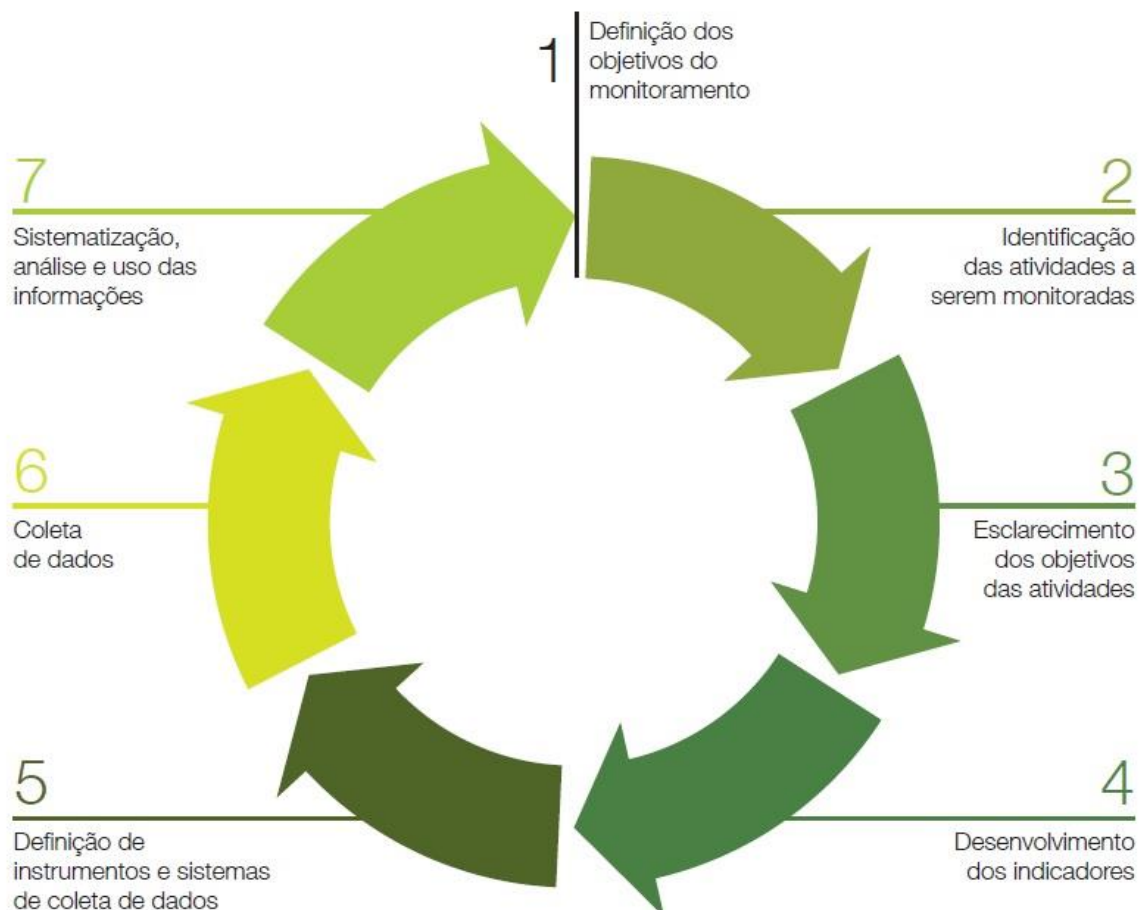 1
Definição dos
objetivos do
monitoramento
2
Identificação
das atividades a
serem monitoradas
3
Esclarecimento
dos objetivos
das atividades
4
Desenvolvimento
dos indicadores
5
Definição de
instrumentos e sistemas
de coleta de dados
6
Coleta
de dados
7
Sistematização,
análise e uso das
informações